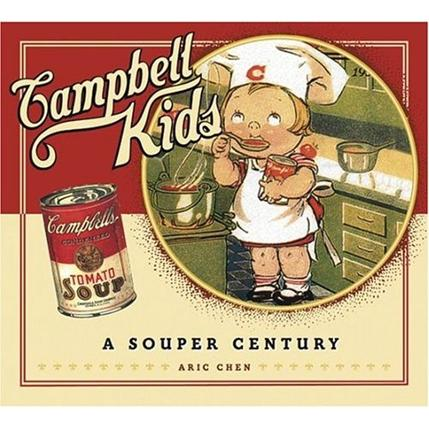 Campbell
Kids
C
Campbell's
CONDENSED
TOMATO
SOUP
A SOUPER CENTURY
ARIC CHEN